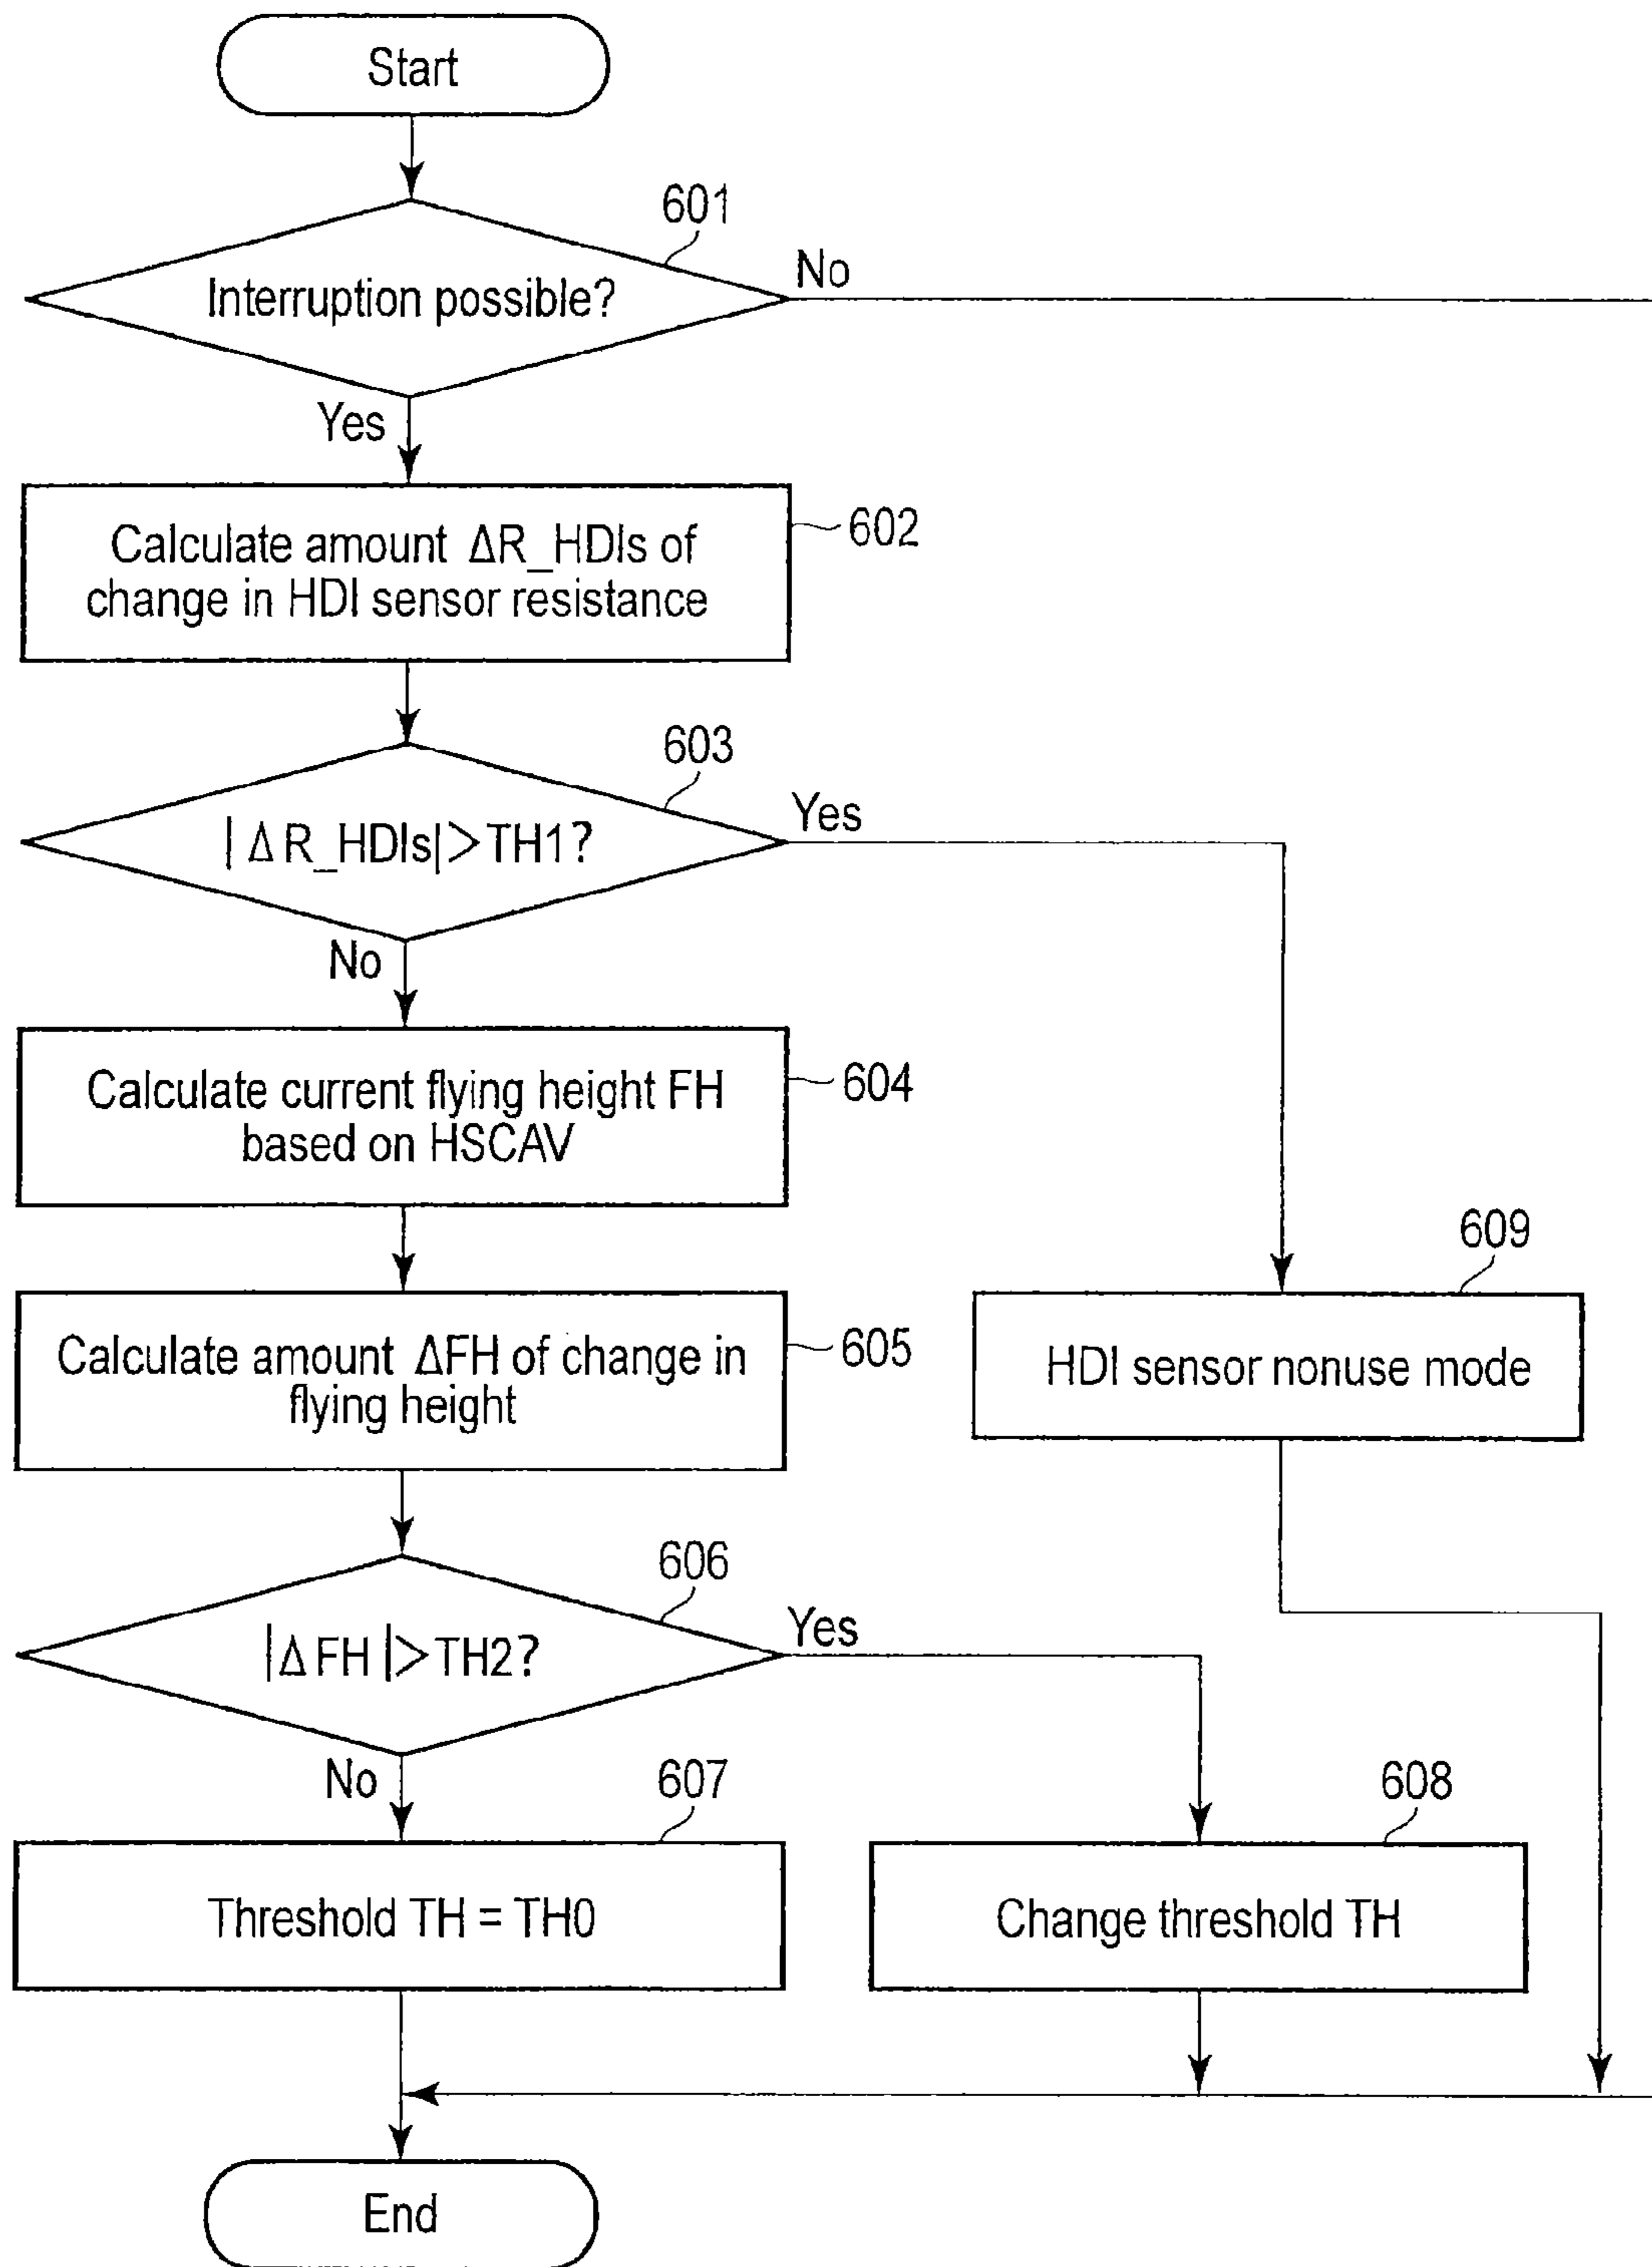 Start
601
Interruption possible?
No
Yes
Calculate amount ΔR_HDIs of
change in HDI sensor resistance
602
603
|ΔR_HDIs|>TH1?
Yes
No
Calculate current flying height FH
based on HSCAV
604
609
Calculate amount ΔFH of change in
flying height
605
HDI sensor nonuse mode
606
|ΔFH|>TH2?
Yes
No
607
608
Threshold TH = TH0
Change threshold TH
End